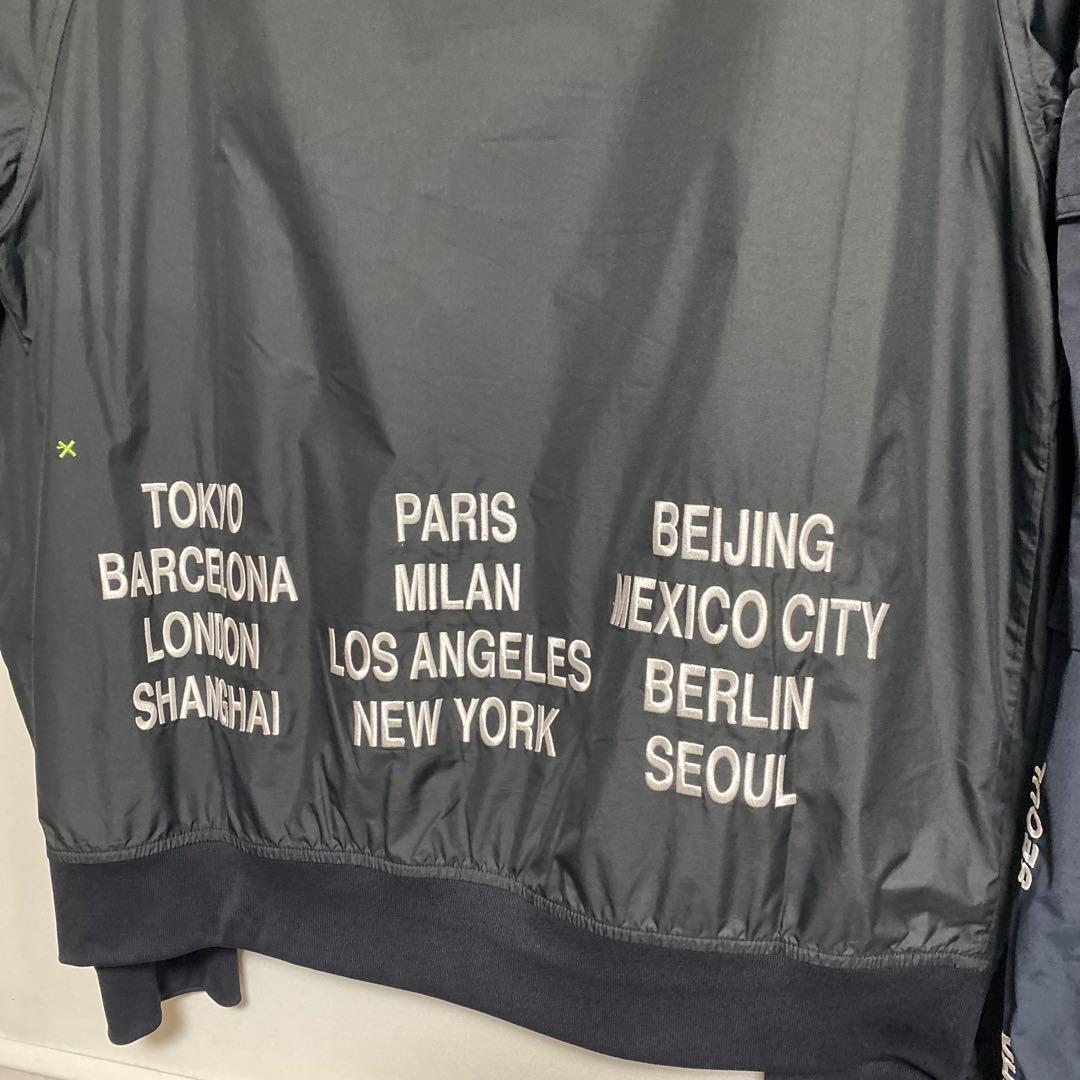 TOKYO
BARCELONA
LONDON
SHANGHAI
PARIS
MILAN
LOS ANGELES
NEW YORK
BEIJING
MEXICO CITY
BERLIN
SEOUL
SEOUL